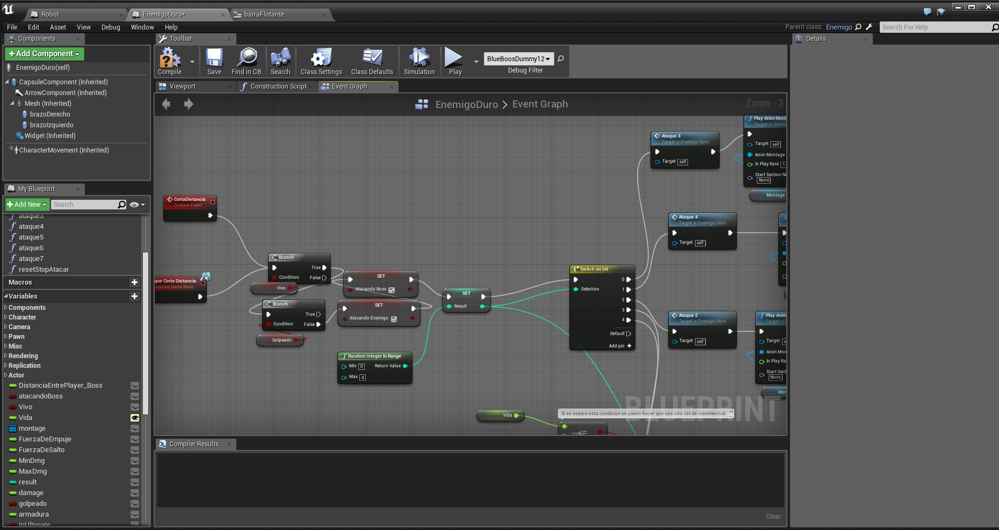 Robot
EnemigoDuro*
barraFlotante
File Edit Asset View Debug Window Help
Parent class: Enemigo
Search For Help
Components
Add Component
EnemigoDuro(self)
CapsuleComponent (Inherited)
ArrowComponent (Inherited)
Mesh (Inherited)
brazoDerecho
brazoIzquierdo
Widget (Inherited)
CharacterMovement (Inherited)
My Blueprint
Add New
Search
ataque3
ataque4
ataque5
ataque6
ataque7
resetStopAtacar
Macros
Variables
Components
Character
Camera
Pawn
Misc
Rendering
Replication
Actor
DistanciaEntrePlayer_Boss
atacandoBoss
Vivo
Vida
montage
FuerzaDeEmpuje
FuerzaDeSalto
MinDmg
MaxDmg
result
damage
golpeado
armadura
InUltimate
Toolbar
Compile
Save
Find in CB
Search
Class Settings
Class Defaults
Simulation
Play
BlueBoosDummy12
Debug Filter
Viewport
Construction Script
Event Graph
EnemigoDuro > Event Graph
Zoom -3
CortaDistancia
Custom Event
que Corta Distancia
Enemies Game Basic
Branch
True
Condition False
Vivo
Branch
True
Condition False
Golpeado
SET
Atacando Boss
SET
Atacando Enemigo
SET
Result
Random Integer in Range
Min 0 Return Value
Max 4
Switch on Int
0
Selection 1
2
3
4
Default
Add pin
Ataque 3
Target is Enemigo Duro
Target self
Play Anim Mont
Target is Chara
Target self
Anim Montage
In Play Rate 1
Start Section Na
None
Montage
Ataque 4
Target is Enemigo Duro
Target self
Ataque 2
Target is Enemigo Duro
Target self
Play Anim
Target is C
Target s
Anim Mon
In Play Ra
Start Sect
None
Mor
Vida
Si se separa esta condicion se puede hacer que use otro set de movimientos
BLUEPRINT
Compiler Results
Clear
Details